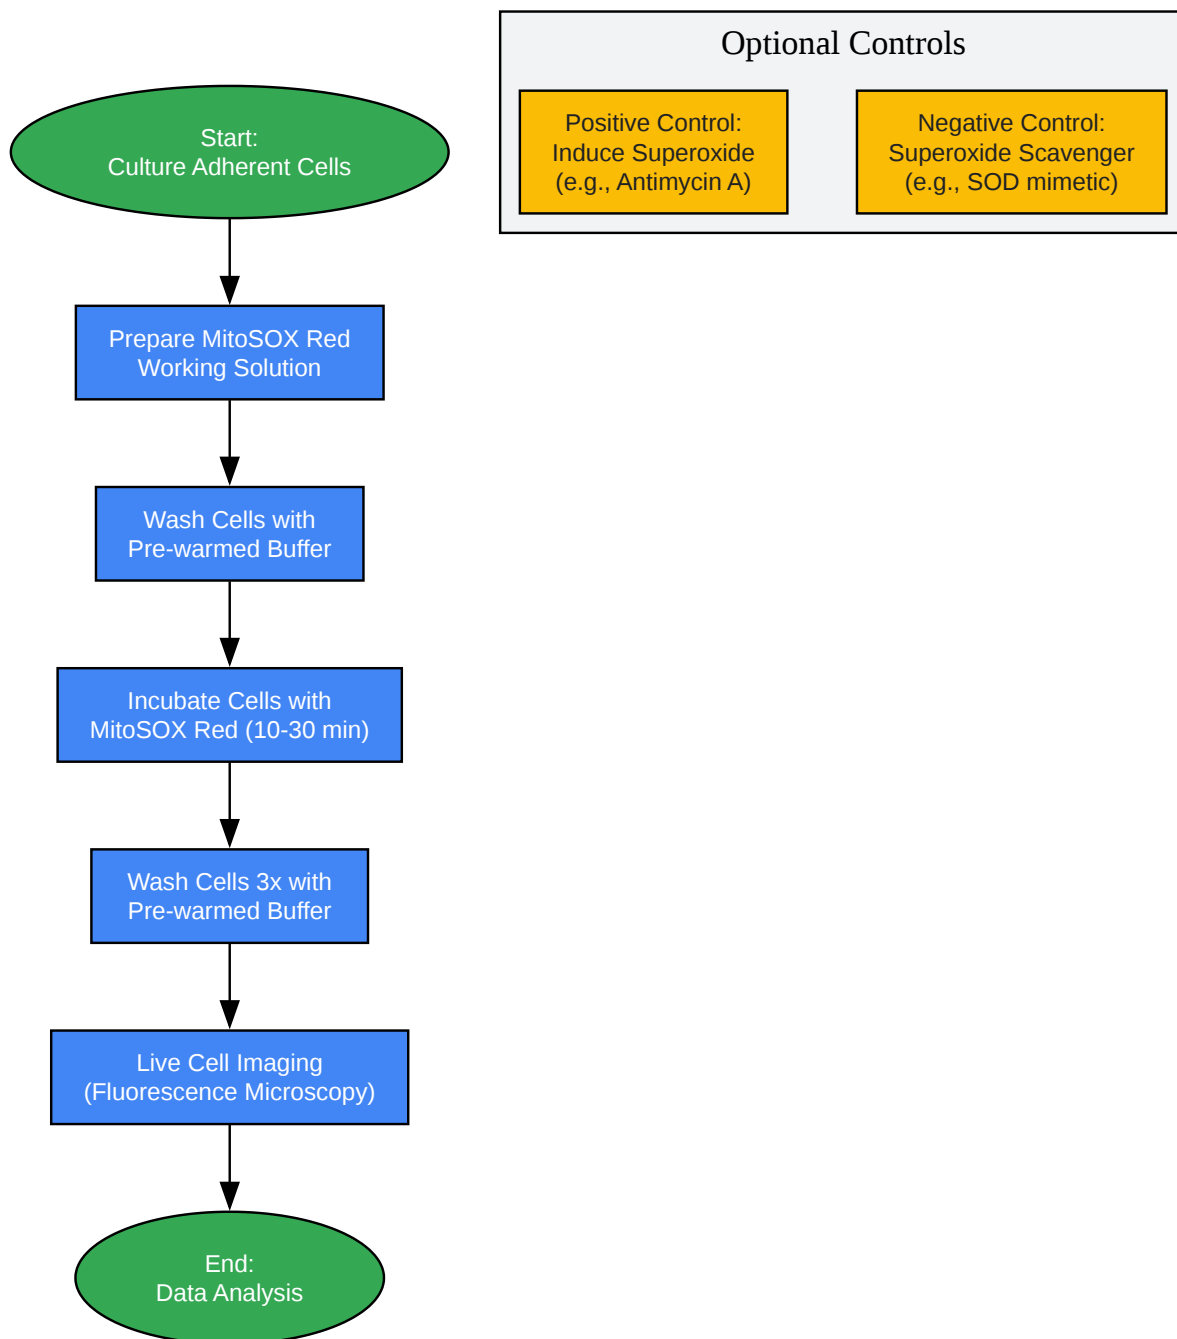 Optional Controls
Positive Control:
Induce Superoxide
(e.g., Antimycin A)
Negative Control:
Superoxide Scavenger
(e.g., SOD mimetic)
Start:
Culture Adherent Cells
Prepare MitoSOX Red
Working Solution
Wash Cells with
Pre-warmed Buffer
Incubate Cells with
MitoSOX Red (10-30 min)
Wash Cells 3x with
Pre-warmed Buffer
Live Cell Imaging
(Fluorescence Microscopy)
End:
Data Analysis